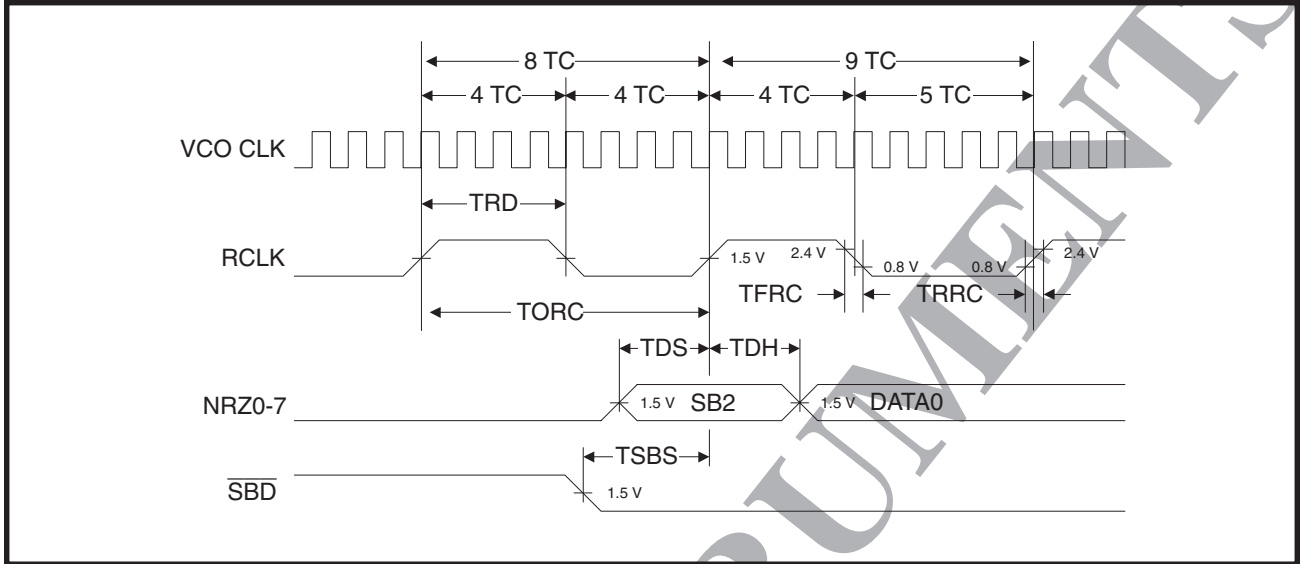 8 TC 9 TC
4 TC 4 TC 4 TC 5 TC
VCO CLK
TRD
RCLK 1.5 V 2.4 V 0.8 V 0.8 V 2.4 V
TFRC TRRC
TORC
TDS TDH
NRZ0-7 1.5 V SB2 1.5 V DATA0
TSBS
SBD 1.5 V
UMENTS